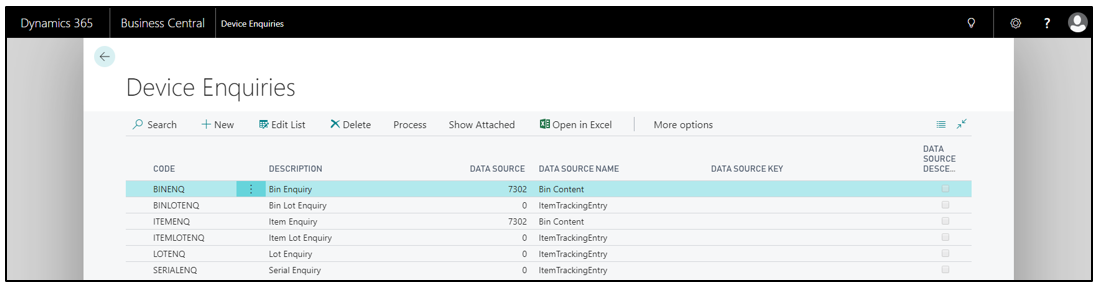 Dynamics 365 Business Central Device Enquiries ?
Device Enquiries
Search New Edit List Delete Process Show Attached Open in Excel More options
CODE DESCRIPTION DATA SOURCE DATA SOURCE NAME DATA SOURCE KEY DATA SOURCE DESCE...
BINENQ Bin Enquiry 7302 Bin Content
BINLOTENQ Bin Lot Enquiry 0 ItemTrackingEntry
ITEMENQ Item Enquiry 7302 Bin Content
ITEMLOTENQ Item Lot Enquiry 0 ItemTrackingEntry
LOTENQ Lot Enquiry 0 ItemTrackingEntry
SERIALENQ Serial Enquiry 0 ItemTrackingEntry